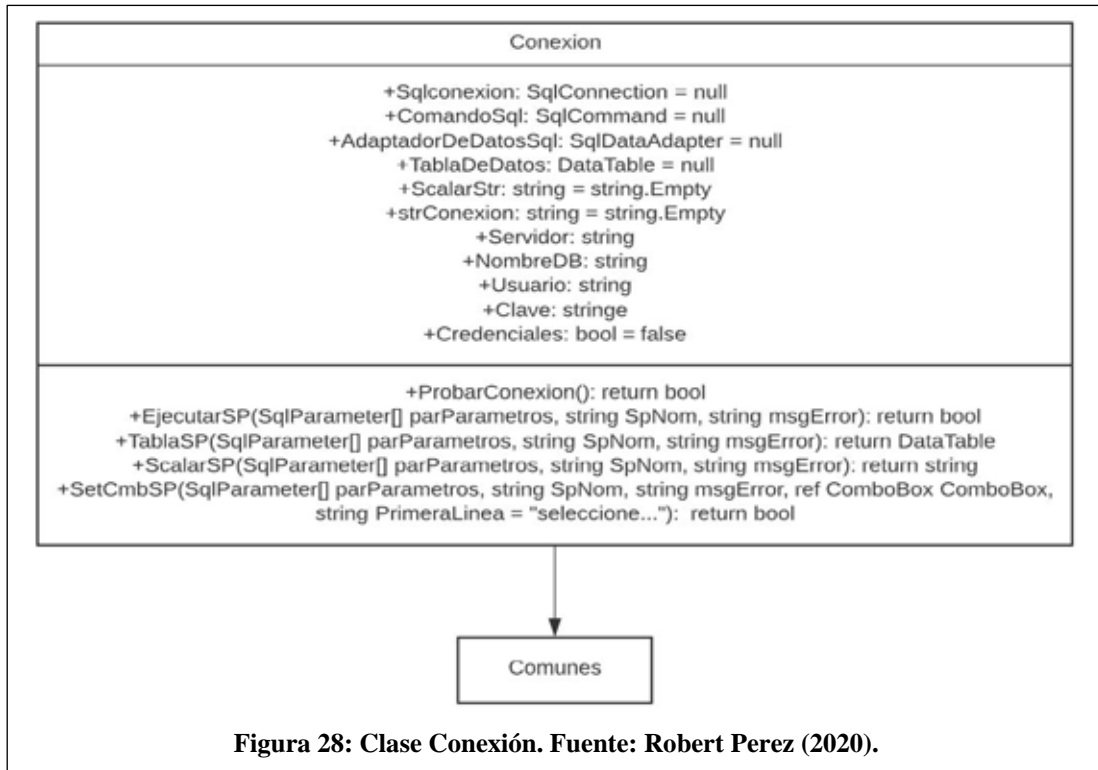 Conexion
+Sqlconexion: SqlConnection = null
+ComandoSql: SqlCommand = null
+AdaptadorDeDatosSql: SqlDataAdapter = null
+TablaDeDatos: DataTable = null
+ScalarStr: string = string.Empty
+strConexion: string = string.Empty
+Servidor: string
+NombreDB: string
+Usuario: string
+Clave: stringe
+Credenciales: bool = false
+ProbarConexion(): return bool
+EjecutarSP(SqlParameter[] parParametros, string SpNom, string msgError): return bool
+TablaSP(SqlParameter[] parParametros, string SpNom, string msgError): return DataTable
+ScalarSP(SqlParameter[] parParametros, string SpNom, string msgError): return string
+SetCmbSP(SqlParameter[] parParametros, string SpNom, string msgError, ref ComboBox ComboBox,
string PrimeraLinea = "seleccione..."): return bool
Comunes
Figura 28: Clase Conexión. Fuente: Robert Perez (2020).